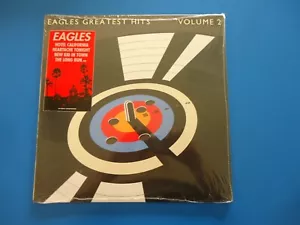 EAGLES GREATEST HITS VOLUME 2
EAGLES
HOTEL CALIFORNIA
HEARTACHE TONIGHT
NEW KID IN TOWN
THE LONG RUN